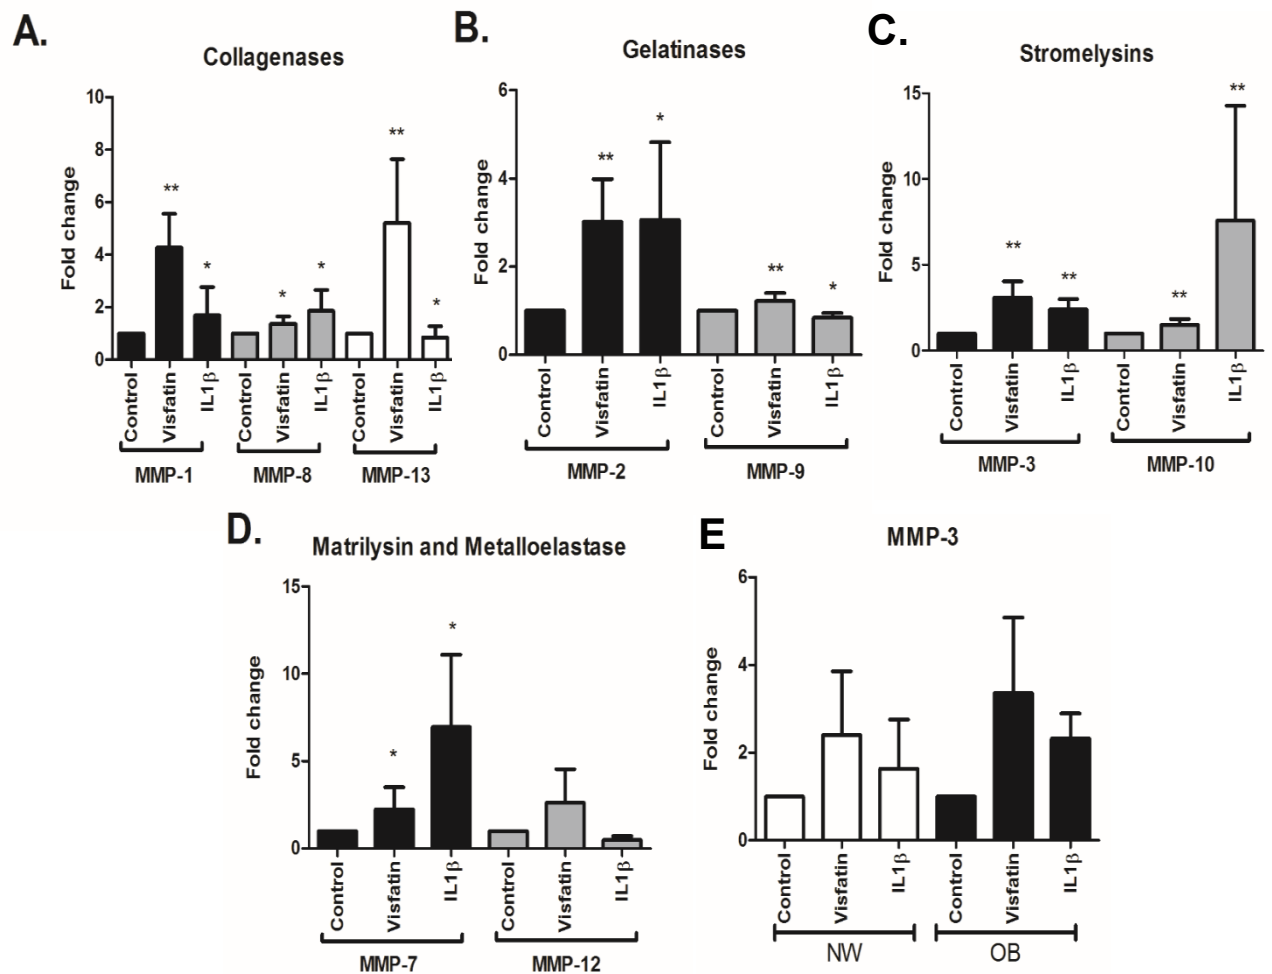 A.
Collagenases
Fold change
10
8
6
4
2
0
** * * * ** *
Control Visfatin IL1β Control Visfatin IL1β Control Visfatin IL1β
MMP-1 MMP-8 MMP-13
B.
Gelatinases
Fold change
6
4
2
0
** * ** *
Control Visfatin IL1β Control Visfatin IL1β
MMP-2 MMP-9
C.
Stromelysins
Fold change
15
10
5
0
** ** ** **
Control Visfatin IL1β Control Visfatin IL1β
MMP-3 MMP-10
D.
Matrilysin and Metalloelastase
Fold change
15
10
5
0
* *
Control Visfatin IL1β Control Visfatin IL1β
MMP-7 MMP-12
E
MMP-3
Fold change
6
4
2
0
Control Visfatin IL1β Control Visfatin IL1β
NW OB